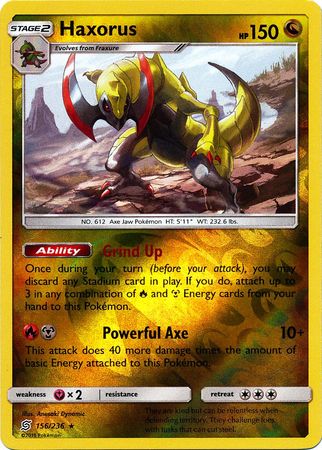 STAGE2 Haxorus HP 150
Evolves from Fraxure
NO. 612 Axe Jaw Pokémon HT: 5'11" WT: 232.6 lbs.
Ability Grind Up
Once during your turn (before your attack), you may
discard any Stadium card in play. If you do, attach up to
3 in any combination of and Energy cards from your
hand to this Pokémon.
Powerful Axe 10+
This attack does 40 more damage times the amount of
basic Energy attached to this Pokémon.
weakness × 2 resistance retreat
Illus. Anesaki Dynamic
156/236 ★
©2019 Pokémon
They are kind but can be relentless when
defending territory. They challenge foes
with tusks that can cut steel.